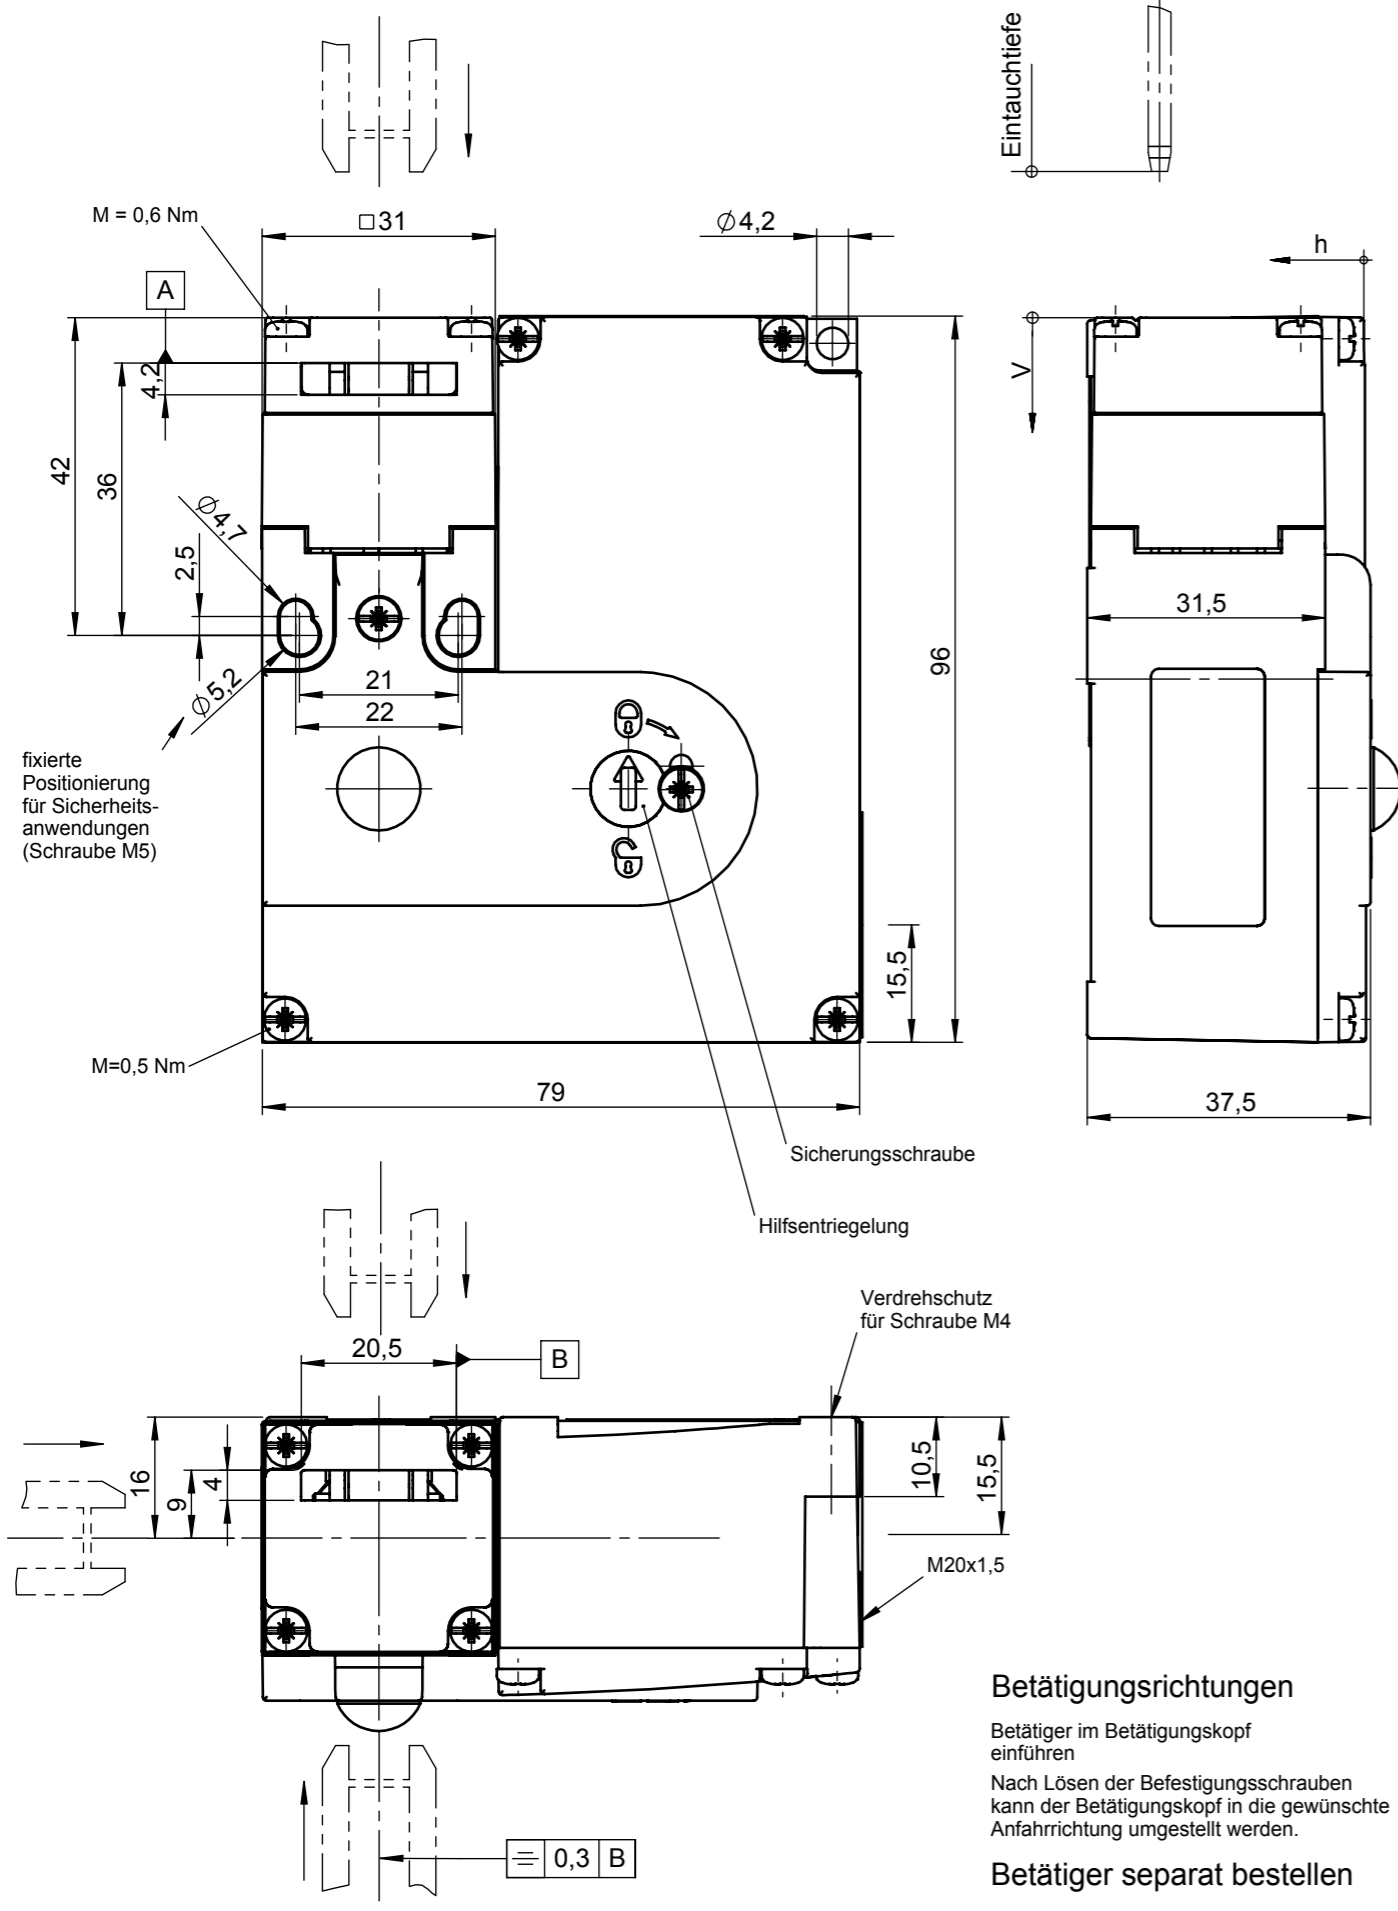 Eintauchtiefe
M = 0,6 Nm
□31
∅4,2
h
A
4,2
V
42
36
∅4,7
2,5
31,5
96
∅5,2
21
22
fixierte
Positionierung
für Sicherheits-
anwendungen
(Schraube M5)
15,5
M=0,5 Nm
79
37,5
Sicherungsschraube
Hilfsentriegelung
Verdrehschutz
für Schraube M4
20,5
B
16
9
4
10,5
15,5
M20x1,5
Betätigungsrichtungen
Betätiger im Betätigungskopf
einführen
Nach Lösen der Befestigungsschrauben
kann der Betätigungskopf in die gewünschte
Anfahrrichtung umgestellt werden.
0,3 B
Betätiger separat bestellen